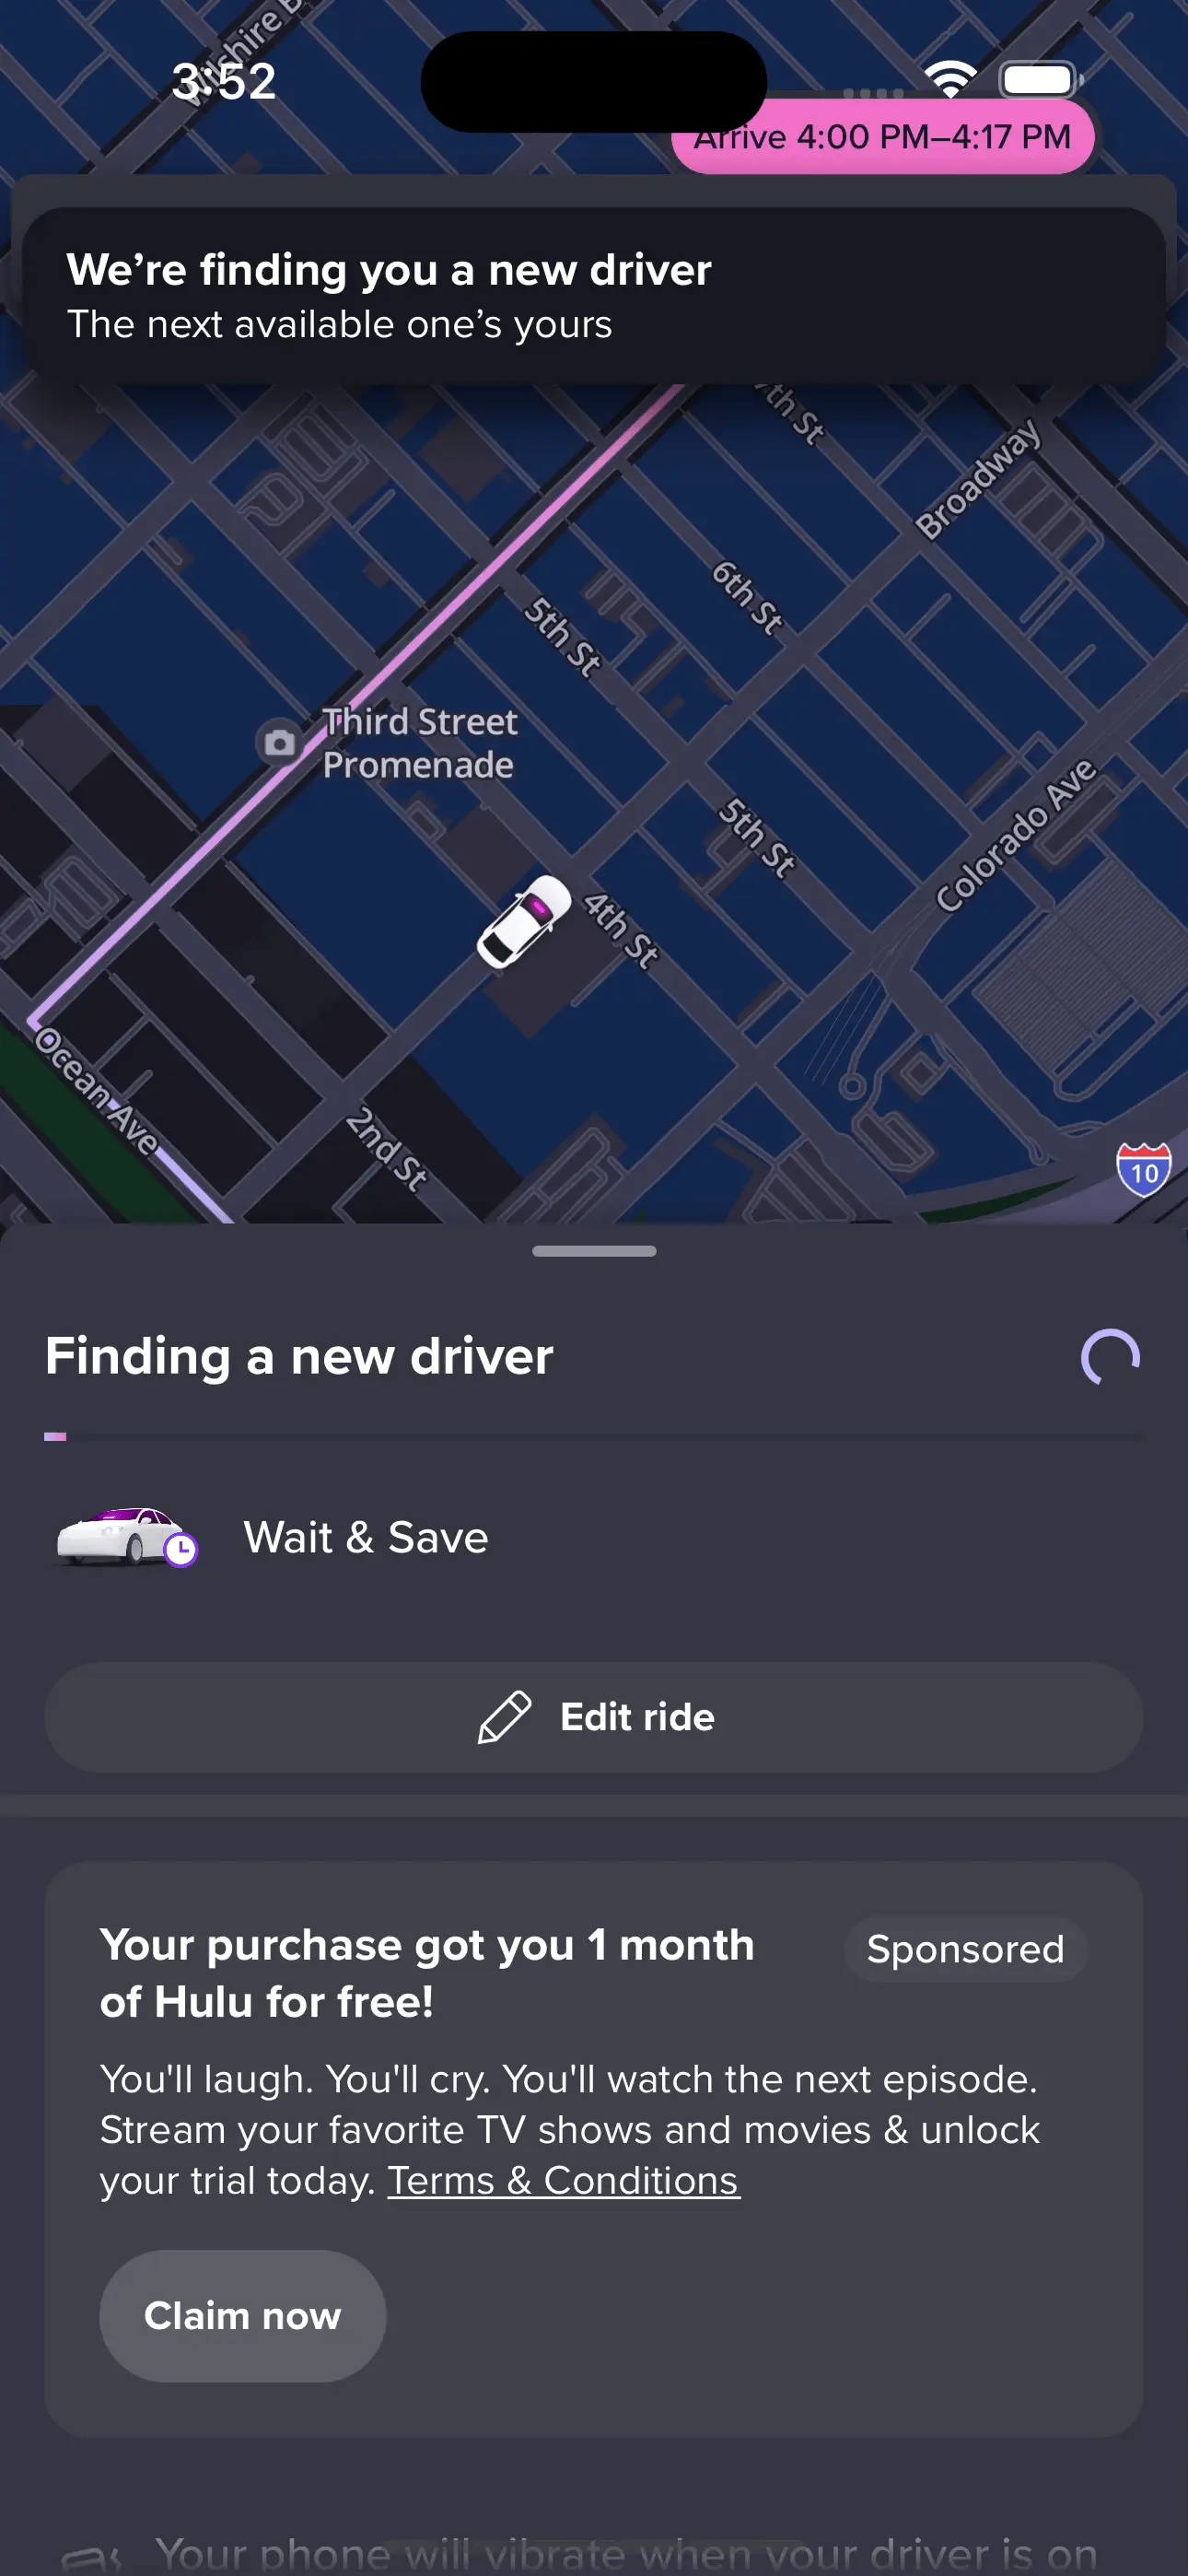 Wilshire B
3:52
Arrive 4:00 PM–4:17 PM
We’re finding you a new driver
The next available one’s yours
7th St
Broadway
6th St
5th St
Third Street
Promenade
5th St
Colorado Ave
4th St
Ocean Ave
2nd St
10
Finding a new driver
Wait & Save
Edit ride
Your purchase got you 1 month
of Hulu for free!
Sponsored
You'll laugh. You'll cry. You'll watch the next episode.
Stream your favorite TV shows and movies & unlock
your trial today. Terms & Conditions
Claim now
Your phone will vibrate when your driver is on